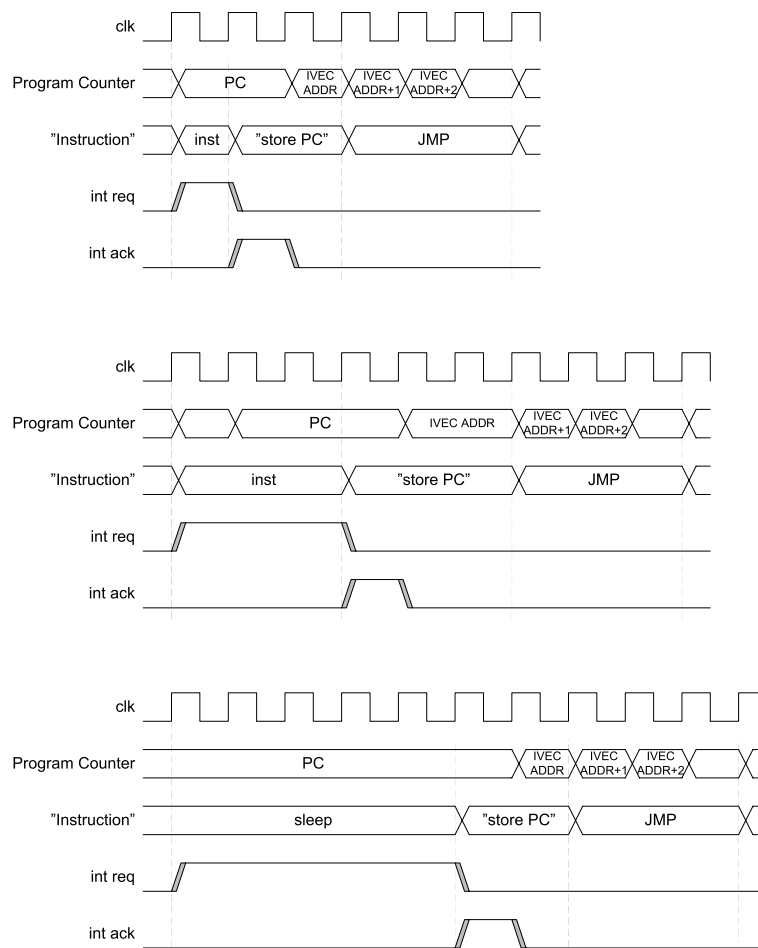 clk
Program Counter PC IVEC ADDR IVEC ADDR+1 IVEC ADDR+2
"Instruction" inst "store PC" JMP
int req
int ack
clk
Program Counter PC IVEC ADDR IVEC ADDR+1 IVEC ADDR+2
"Instruction" inst "store PC" JMP
int req
int ack
clk
Program Counter PC IVEC ADDR IVEC ADDR+1 IVEC ADDR+2
"Instruction" sleep "store PC" JMP
int req
int ack